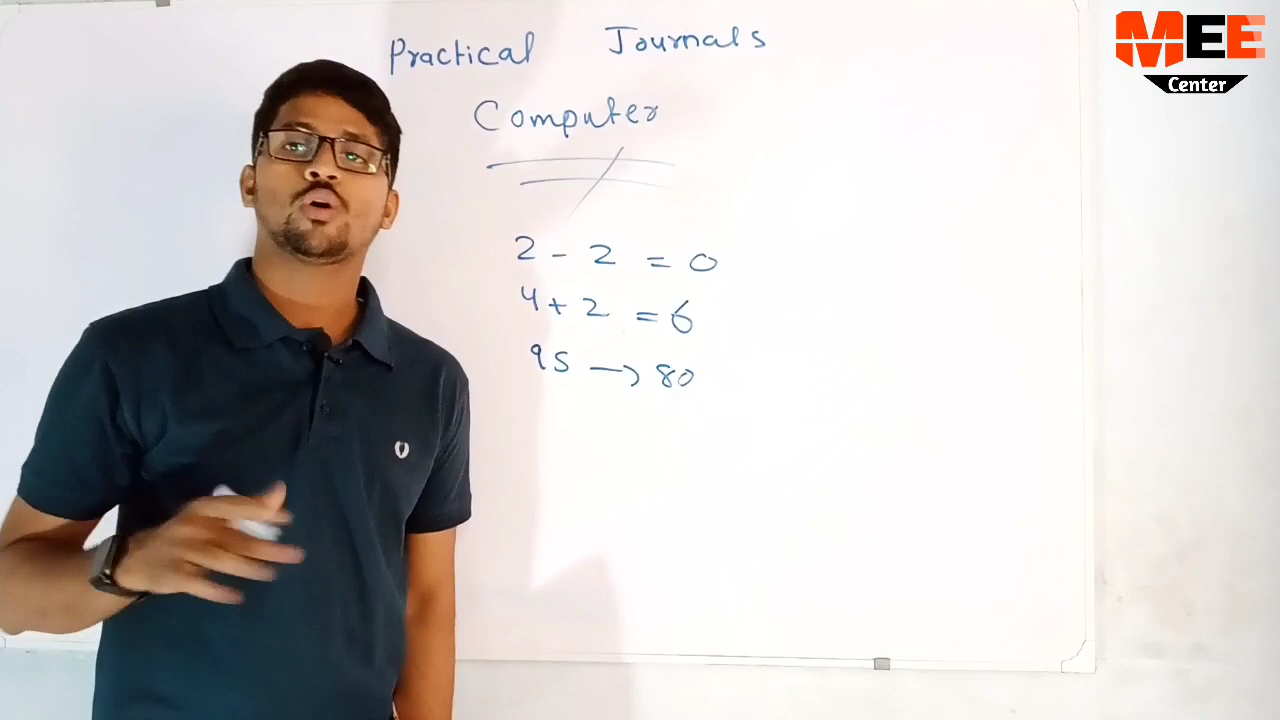 Practical Journals
Computer
2 - 2 = 0
4 + 2 = 6
95 → 80
MEE
Center